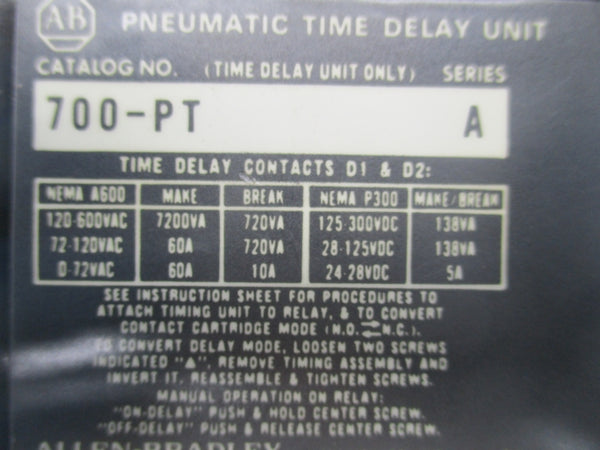 AB PNEUMATIC TIME DELAY UNIT
CATALOG NO. (TIME DELAY UNIT ONLY) SERIES
700-PT A
TIME DELAY CONTACTS D1 & D2:
NEMA A600 MAKE BREAK NEMA P300 MAKE/BREAK
120-600VAC 7200VA 720VA 125-300VDC 138VA
72-120VAC 60A 720VA 28-125VDC 138VA
0-72VAC 60A 10A 24-28VDC 5A
SEE INSTRUCTION SHEET FOR PROCEDURES TO
ATTACH TIMING UNIT TO RELAY, & TO CONVERT
CONTACT CARTRIDGE MODE (N.O.⇄N.C.).
TO CONVERT DELAY MODE, LOOSEN TWO SCREWS
INDICATED "▲", REMOVE TIMING ASSEMBLY AND
INVERT IT. REASSEMBLE & TIGHTEN SCREWS.
MANUAL OPERATION ON RELAY:
"ON-DELAY" PUSH & HOLD CENTER SCREW.
"OFF-DELAY" PUSH & RELEASE CENTER SCREW.
ALLEN-BRADLEY